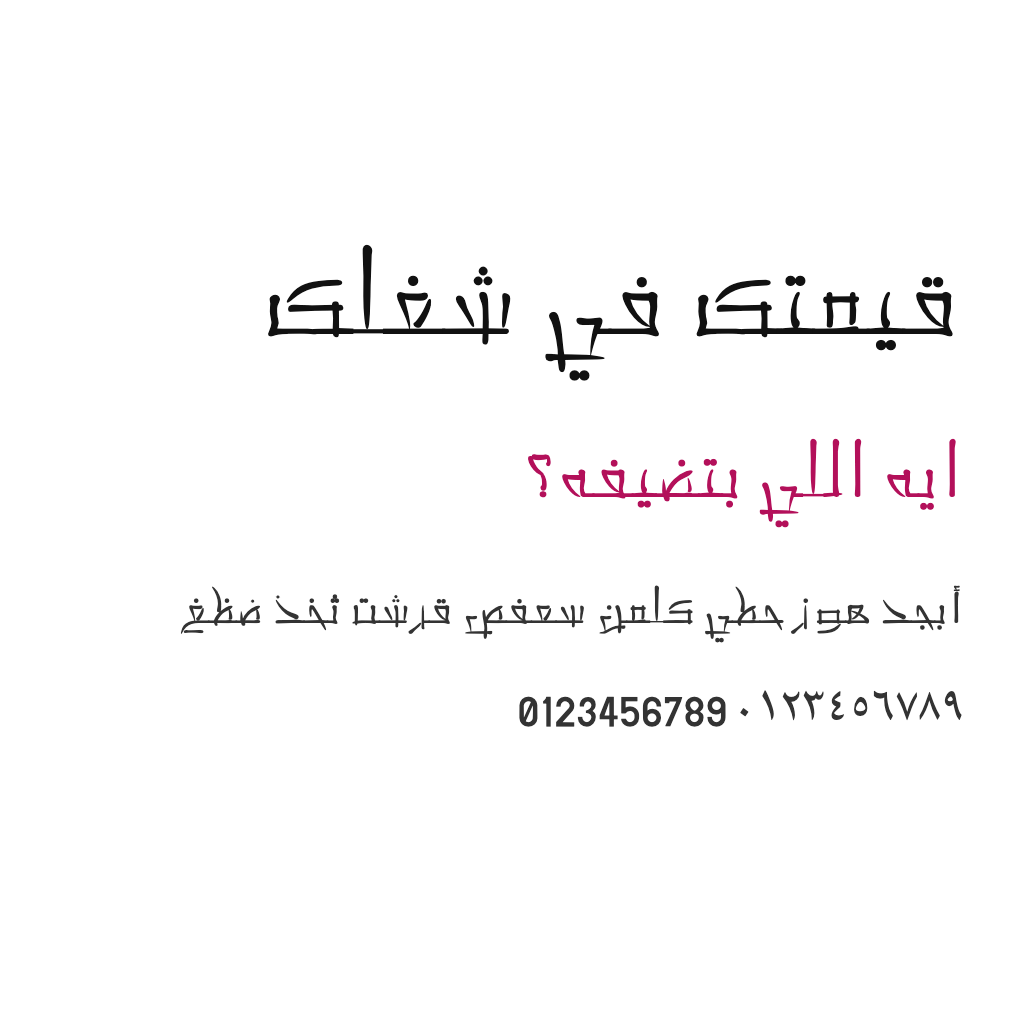 قيمتك في شغلك
ايه اللي بتضيفه؟
أبجد هوز حطي كلمن سعفص قرشت ثخذ ضظغ
٠١٢٣٤٥٦٧٨٩ 0123456789